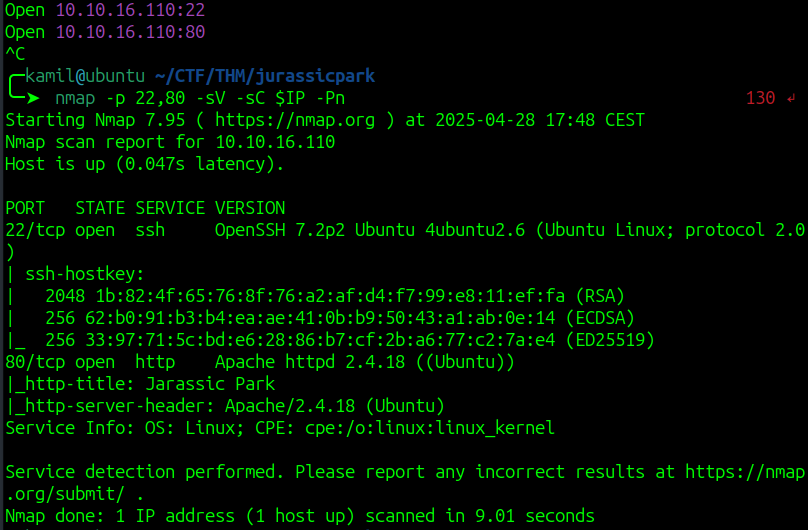 Open 10.10.16.110:22
Open 10.10.16.110:80
^C
kamil@ubuntu ~/CTF/THM/jurassicpark
➤ nmap -p 22,80 -sV -sC $IP -Pn 130 ↲
Starting Nmap 7.95 ( https://nmap.org ) at 2025-04-28 17:48 CEST
Nmap scan report for 10.10.16.110
Host is up (0.047s latency).
PORT   STATE SERVICE VERSION
22/tcp open  ssh     OpenSSH 7.2p2 Ubuntu 4ubuntu2.6 (Ubuntu Linux; protocol 2.0
)
| ssh-hostkey:
|   2048 1b:82:4f:65:76:8f:76:a2:af:d4:f7:99:e8:11:ef:fa (RSA)
|   256 62:b0:91:b3:b4:ea:ae:41:0b:b9:50:43:a1:ab:0e:14 (ECDSA)
|_  256 33:97:71:5c:bd:e6:28:86:b7:cf:2b:a6:77:c2:7a:e4 (ED25519)
80/tcp open  http    Apache httpd 2.4.18 ((Ubuntu))
|_http-title: Jarassic Park
|_http-server-header: Apache/2.4.18 (Ubuntu)
Service Info: OS: Linux; CPE: cpe:/o:linux:linux_kernel
Service detection performed. Please report any incorrect results at https://nmap
.org/submit/ .
Nmap done: 1 IP address (1 host up) scanned in 9.01 seconds